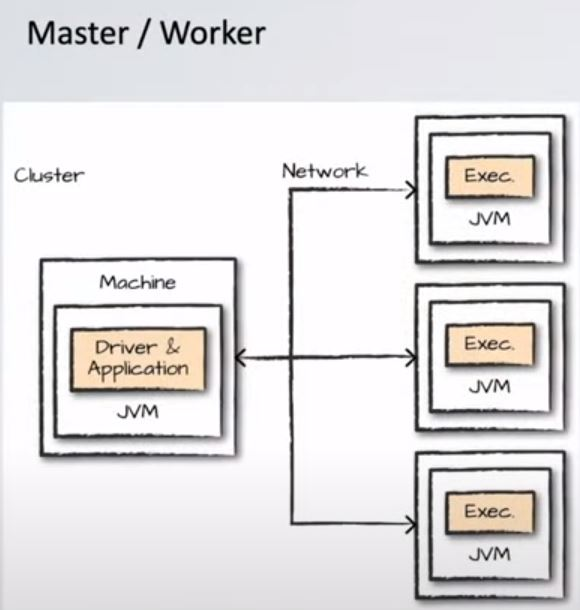 Master / Worker
Cluster
Network
Machine
Driver &
Application
JVM
Exec.
JVM
Exec.
JVM
Exec.
JVM